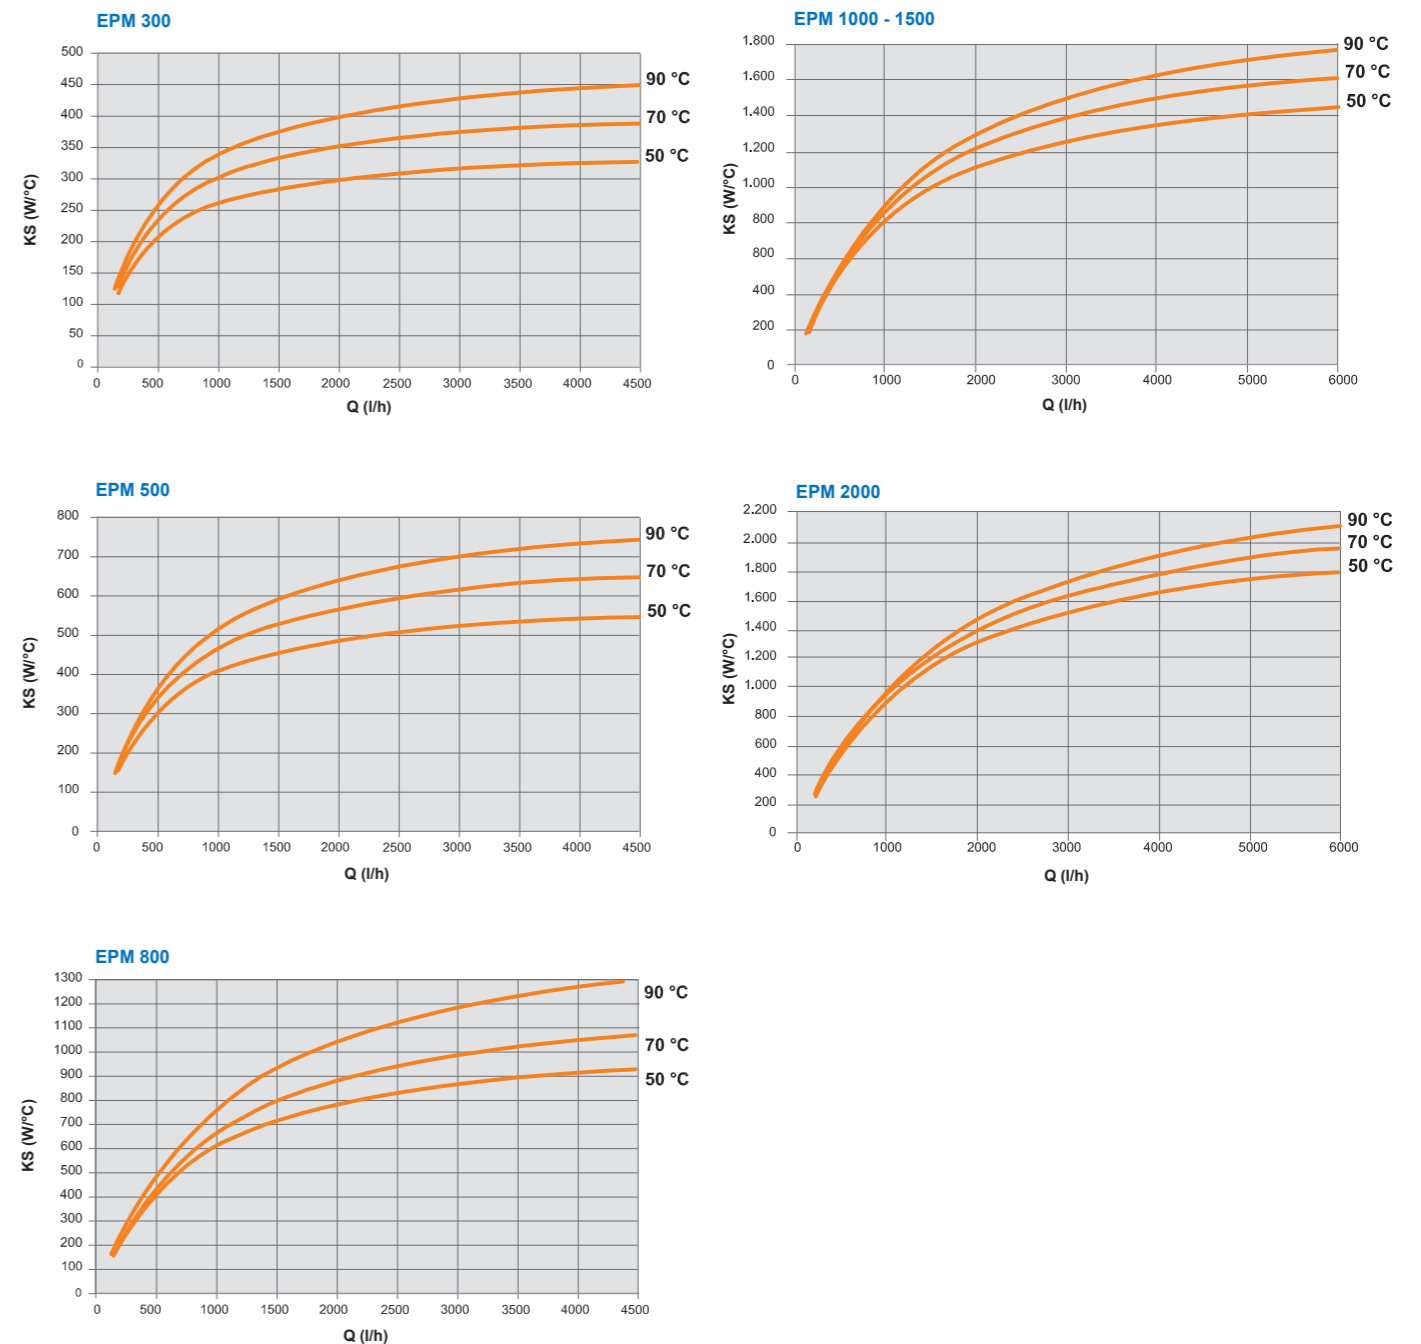 EPM 300
500
450
400
350
300
250
200
150
100
50
0
KS (W/°C)
90 °C
70 °C
50 °C
0 500 1000 1500 2000 2500 3000 3500 4000 4500
Q (l/h)
EPM 1000 - 1500
1.800
1.600
1.400
1.200
1.000
800
600
400
200
0
KS (W/°C)
90 °C
70 °C
50 °C
0 1000 2000 3000 4000 5000 6000
Q (l/h)
EPM 500
800
700
600
500
400
300
200
100
0
KS (W/°C)
90 °C
70 °C
50 °C
0 500 1000 1500 2000 2500 3000 3500 4000 4500
Q (l/h)
EPM 2000
2.200
2.000
1.800
1.600
1.400
1.200
1.000
800
600
400
200
0
KS (W/°C)
90 °C
70 °C
50 °C
0 1000 2000 3000 4000 5000 6000
Q (l/h)
EPM 800
1300
1200
1100
1000
900
800
700
600
500
400
300
200
100
0
KS (W/°C)
90 °C
70 °C
50 °C
0 500 1000 1500 2000 2500 3000 3500 4000 4500
Q (l/h)